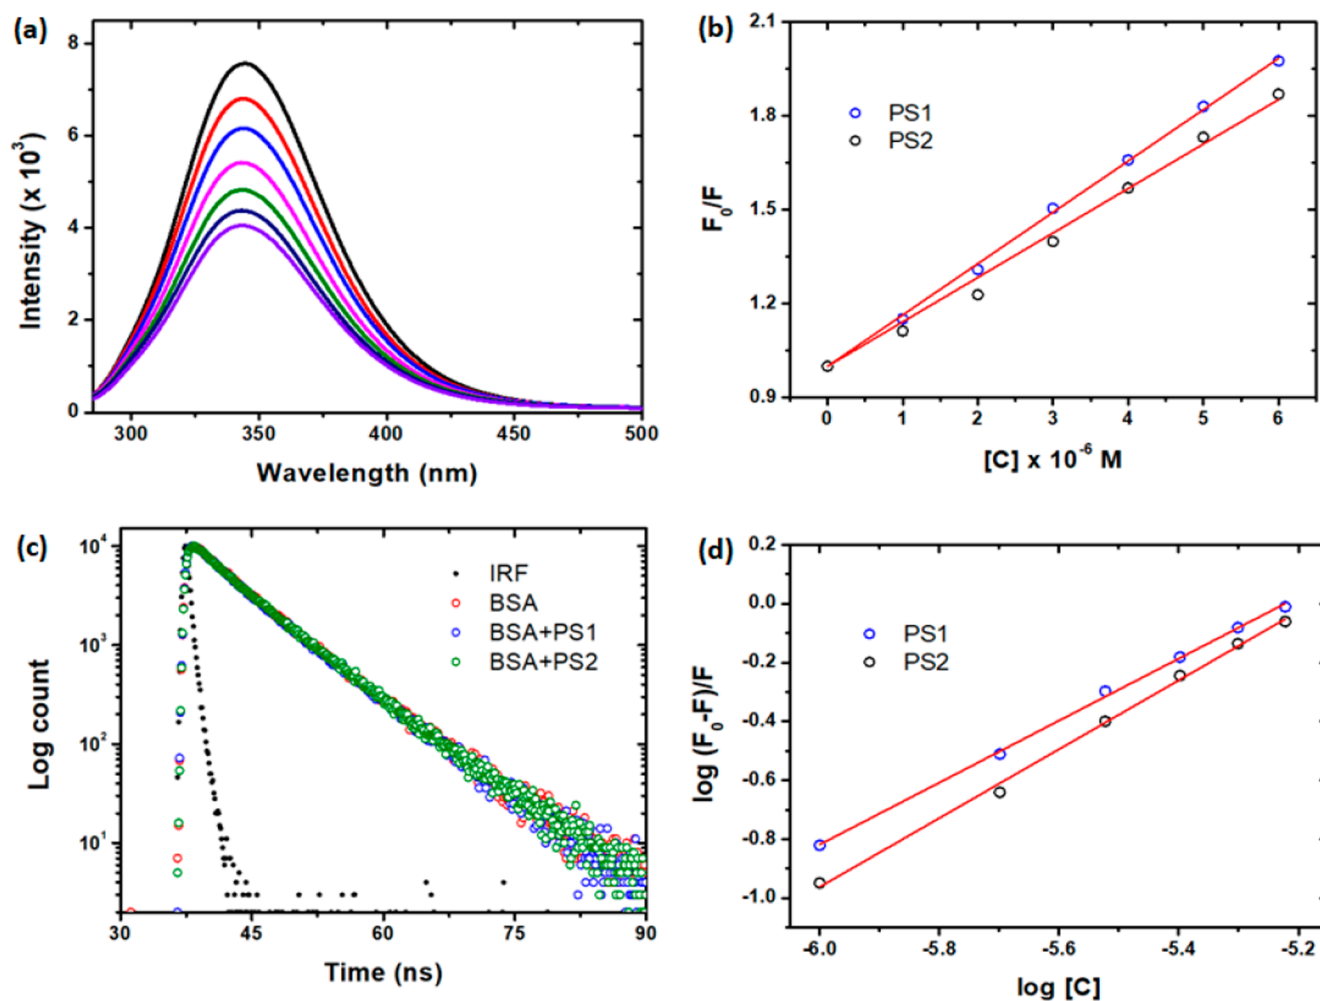 (a)
8
6
4
2
0
Intensity (x 10³)
300 350 400 450 500
Wavelength (nm)
(b)
2.1
1.8
1.5
1.2
0.9
F₀/F
PS1
PS2
0 1 2 3 4 5 6
[C] x 10⁻⁶ M
(c)
10⁴
10³
10²
10¹
Log count
IRF
BSA
BSA+PS1
BSA+PS2
30 45 60 75 90
Time (ns)
(d)
0.2
0.0
-0.2
-0.4
-0.6
-0.8
-1.0
log (F₀-F)/F
PS1
PS2
-6.0 -5.8 -5.6 -5.4 -5.2
log [C]